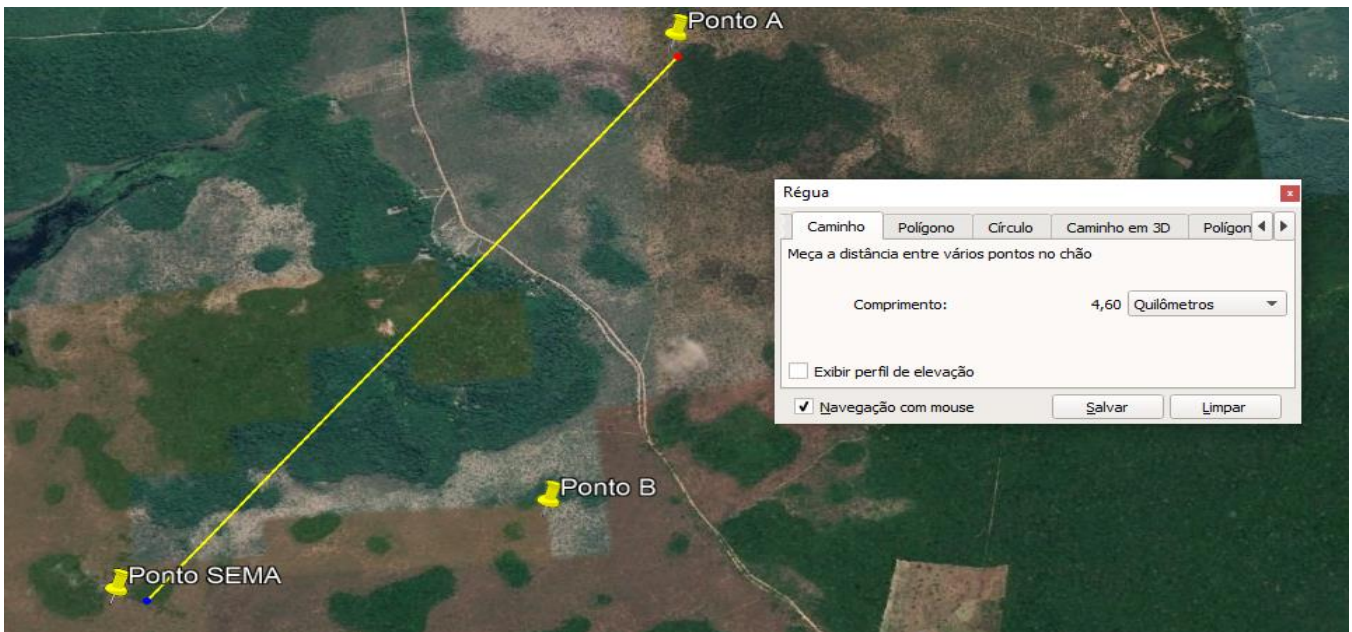 Ponto A
Régua
Caminho Polígono Círculo Caminho em 3D Polígon
Meça a distância entre vários pontos no chão
Comprimento: 4,60 Quilômetros
Exibir perfil de elevação
Navegação com mouse Salvar Limpar
Ponto B
Ponto SEMA